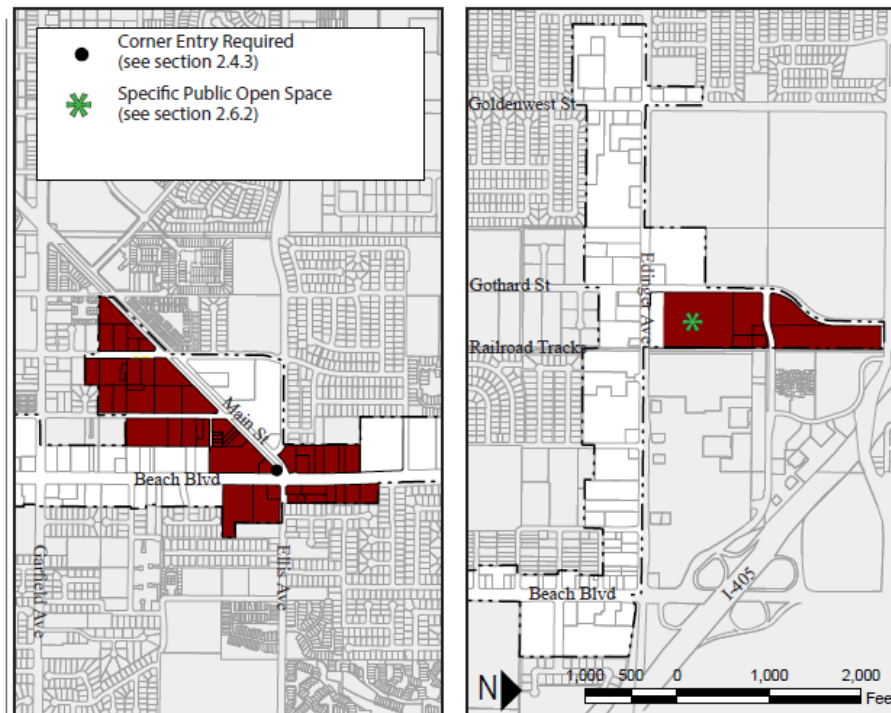 Corner Entry Required
(see section 2.4.3)
Specific Public Open Space
(see section 2.6.2)
Main St
Beach Blvd
Garfield Ave
Ellis Ave
Goldenwest St
Edinger Ave
Gothard St
Railroad Tracks
Beach Blvd
I-405
N
1,000 500 0 1,000 2,000
Feet